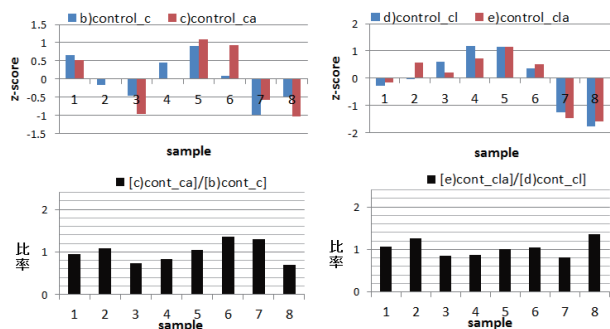 b)control_c c)control_ca
z-score
1.5
1
0.5
0
-0.5
-1
-1.5
1 2 3 4 5 6 7 8
sample
d)control_cl e)control_cla
z-score
2
1
0
-1
-2
1 2 3 4 5 6 7 8
sample
[c)cont_ca]/[b)cont_c]
比率
2
1
0
1 2 3 4 5 6 7 8
sample
[e)cont_cla]/[d)cont_cl]
比率
2
1
0
1 2 3 4 5 6 7 8
sample